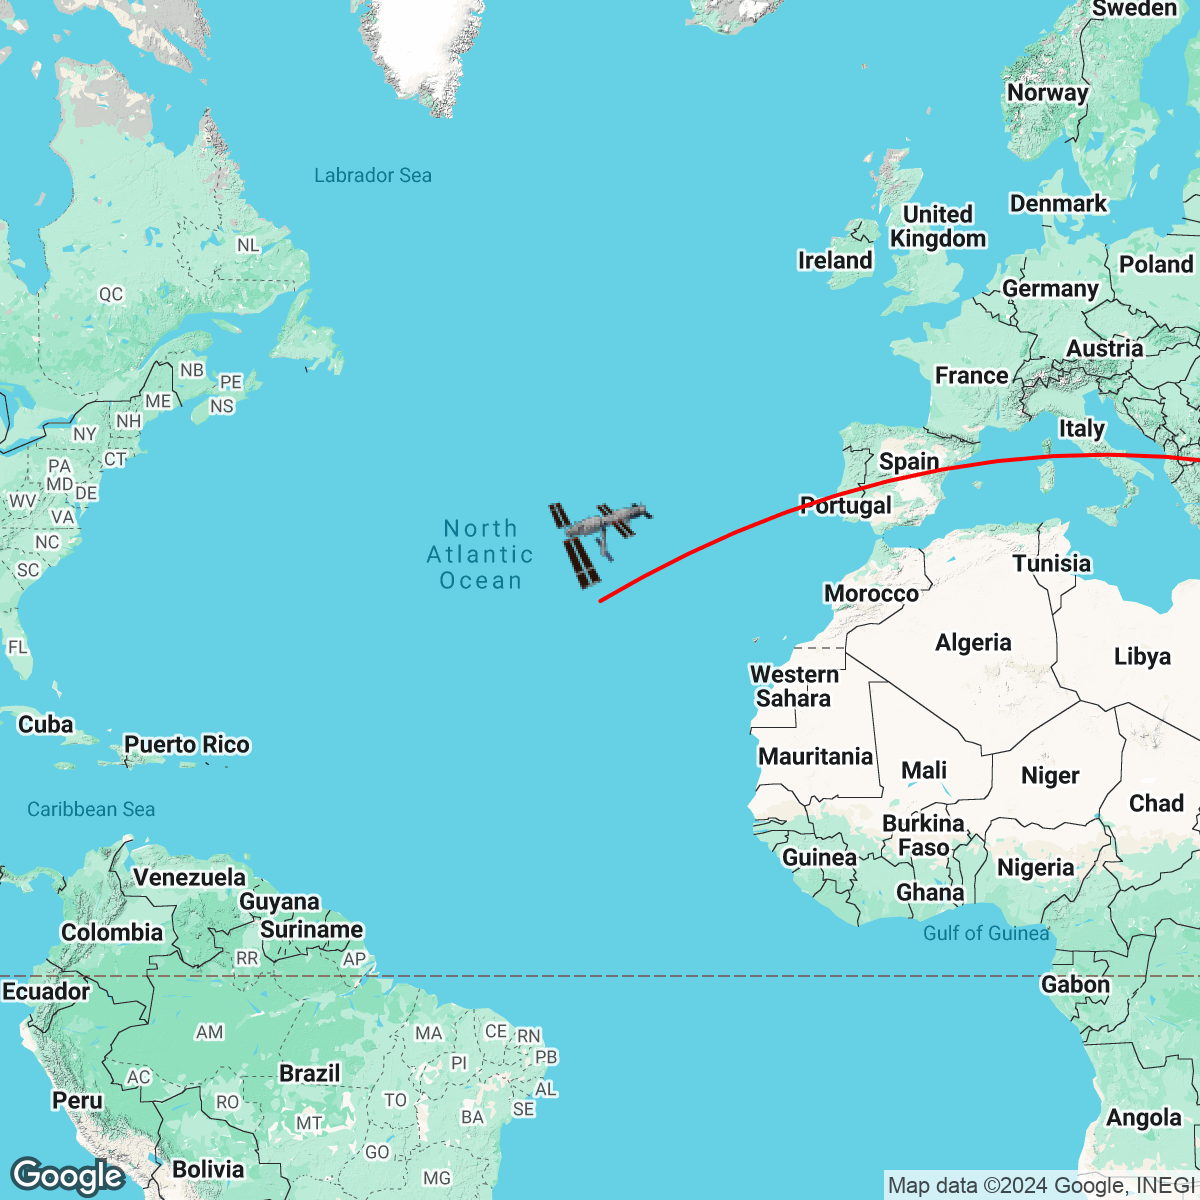 Sweden
Norway
Labrador Sea
Denmark
United
Kingdom
NL
Ireland
Poland
QC
Germany
Austria
NB
PE
France
ME
NS
NH
Italy
NY
CT
Spain
PA
MD
DE
WV
Portugal
VA
North
Atlantic
Ocean
NC
Tunisia
SC
Morocco
FL
Algeria
Libya
Western
Sahara
Cuba
Puerto Rico
Mauritania
Mali
Niger
Chad
Caribbean Sea
Burkina
Faso
Guinea
Nigeria
Venezuela
Ghana
Guyana
Suriname
Colombia
Gulf of Guinea
RR
AP
Gabon
Ecuador
AM
MA
CE
RN
PB
PI
Brazil
AC
AL
Peru
RO
TO
SE
BA
MT
Angola
GO
Bolivia
MG
Google
Map data ©2024 Google, INEGI